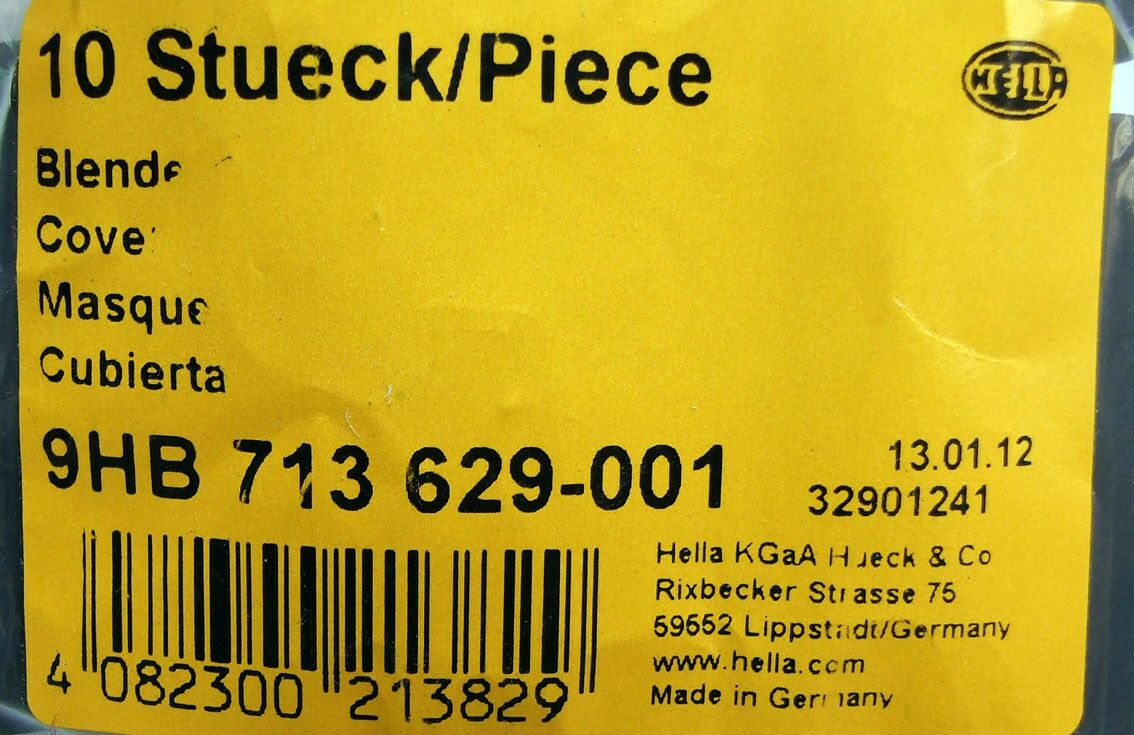 10 Stueck/Piece
HELLA
Blende
Cover
Masque
Cubierta
9HB 713 629-001
13.01.12
32901241
Hella KGaA Hueck & Co
Rixbecker Strasse 75
59552 Lippstadt/Germany
www.hella.com
Made in Germany
4 082300 213829